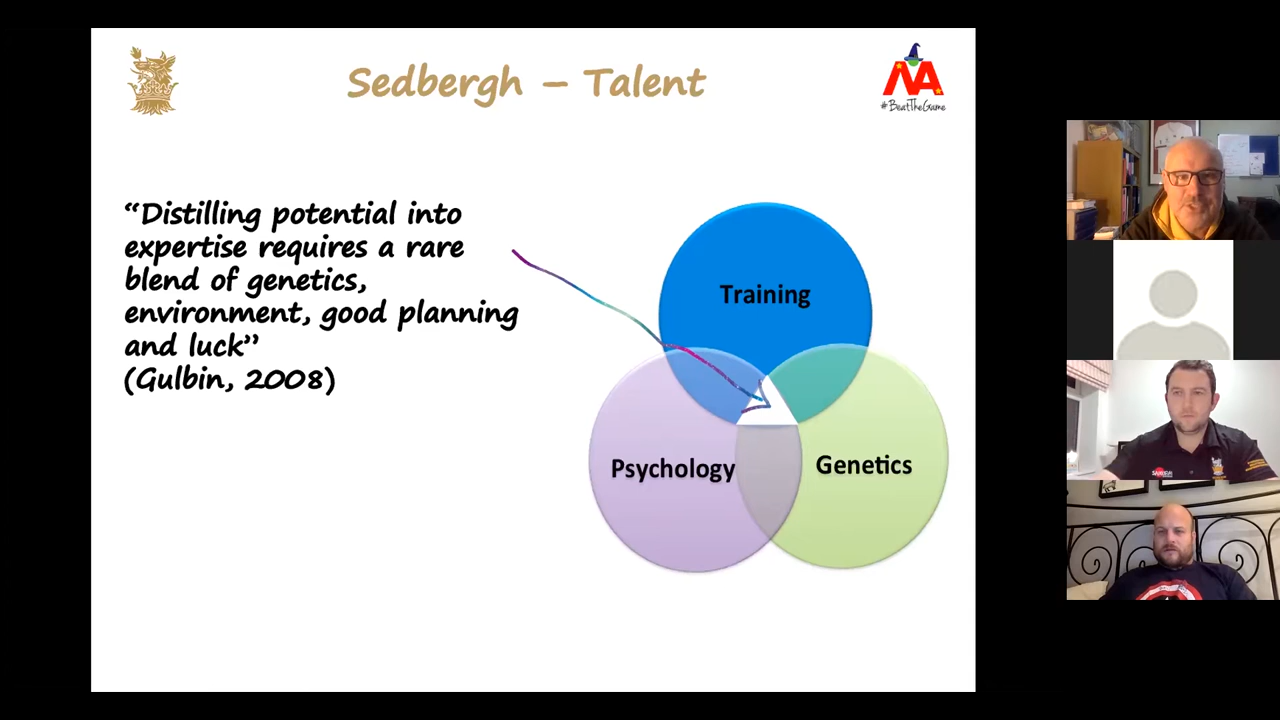 Sedbergh – Talent
NA
#BeatTheGame
“Distilling potential into
expertise requires a rare
blend of genetics,
environment, good planning
and luck”
(Gulbin, 2008)
Training
Psychology
Genetics